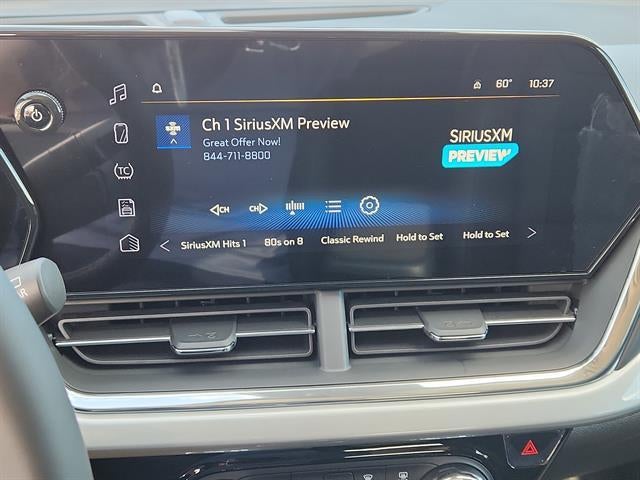 60° 10:37
Ch 1 SiriusXM Preview
Great Offer Now!
844-711-8800
SIRIUSXM
PREVIEW
TC
CH CH
SiriusXM Hits 1 80s on 8 Classic Rewind Hold to Set Hold to Set